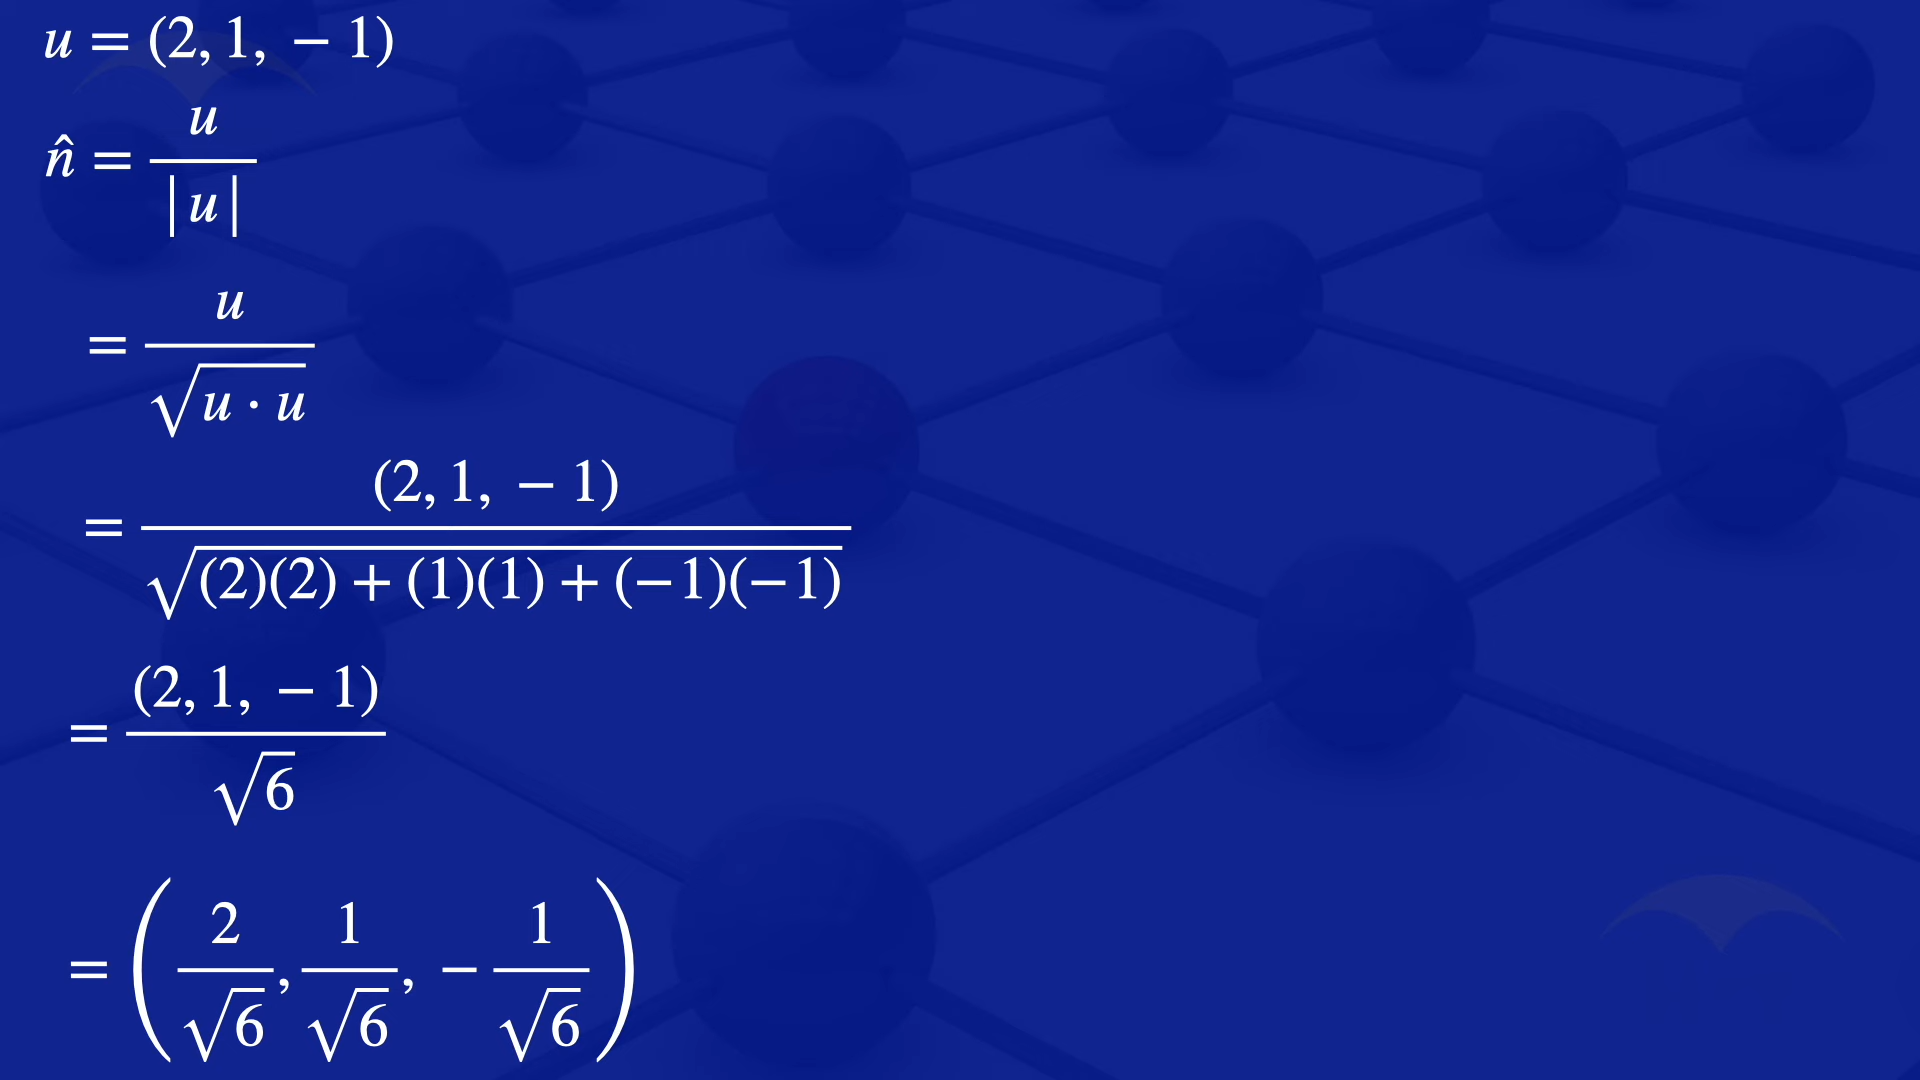 u = (2, 1, − 1)
n̂ = u / |u|
= u / √(u · u)
= (2, 1, − 1) / √((2)(2) + (1)(1) + (−1)(−1))
= (2, 1, − 1) / √6
= (2/√6, 1/√6, − 1/√6)